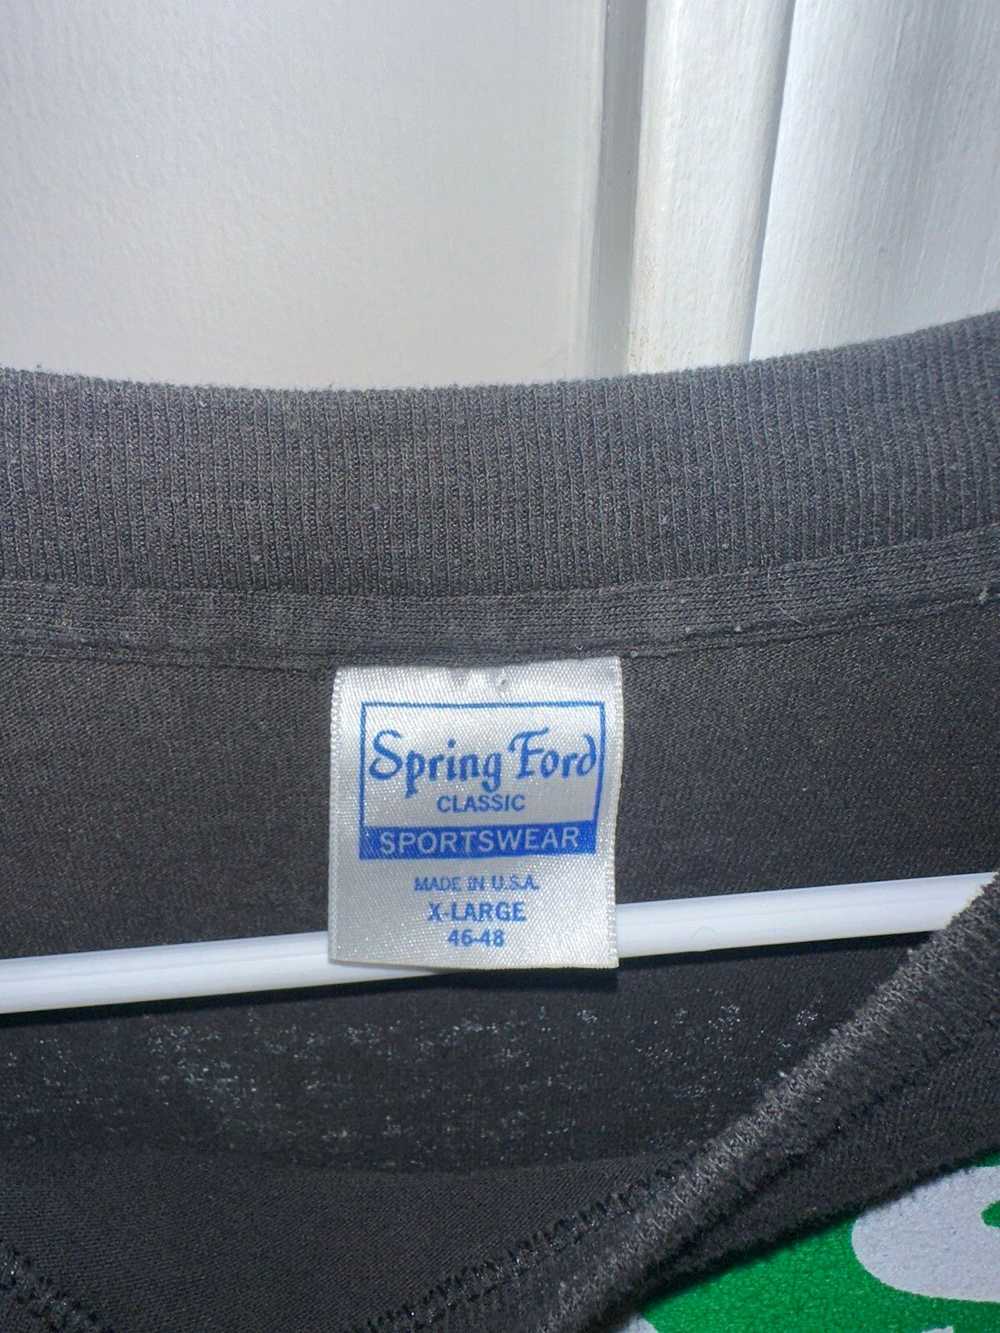 Spring Ford
CLASSIC
SPORTSWEAR
MADE IN U.S.A.
X-LARGE
46-48